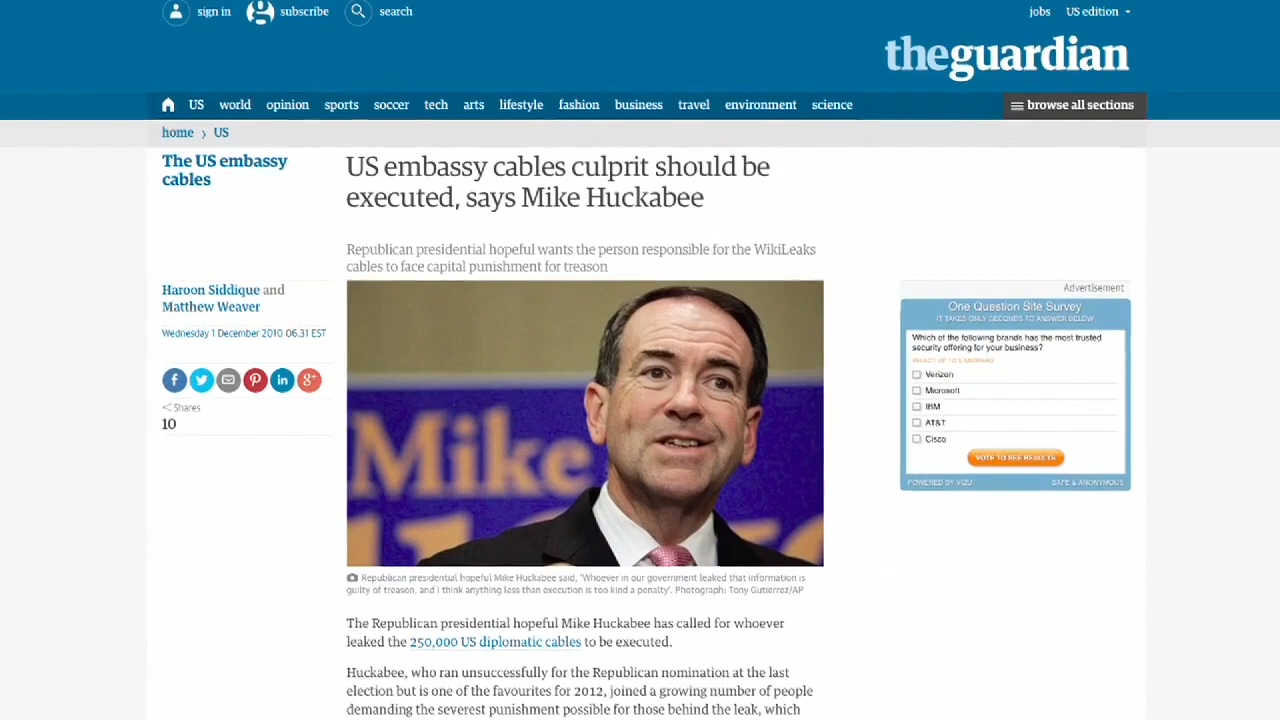 sign in
subscribe
search
jobs
US edition
theguardian
US world opinion sports soccer tech arts lifestyle fashion business travel environment science
browse all sections
home › US
The US embassy
cables
US embassy cables culprit should be
executed, says Mike Huckabee
Republican presidential hopeful wants the person responsible for the WikiLeaks
cables to face capital punishment for treason
Haroon Siddique and
Matthew Weaver
Wednesday 1 December 2010 06.31 EST
Shares
10
Mike
Advertisement
One Question Site Survey
IT TAKES ONLY SECONDS TO ANSWER BELOW
Which of the following brands has the most trusted
security offering for your business?
Verizon
Microsoft
IBM
AT&T
Cisco
VOTE TO SEE RESULTS
POWERED BY VIZU
SAFE & ANONYMOUS
Republican presidential hopeful Mike Huckabee said, 'Whoever in our government leaked that information is
guilty of treason, and I think anything less than execution is too kind a penalty'. Photograph: Tony Gutierrez/AP
The Republican presidential hopeful Mike Huckabee has called for whoever
leaked the 250,000 US diplomatic cables to be executed.
Huckabee, who ran unsuccessfully for the Republican nomination at the last
election but is one of the favourites for 2012, joined a growing number of people
demanding the severest punishment possible for those behind the leak, which